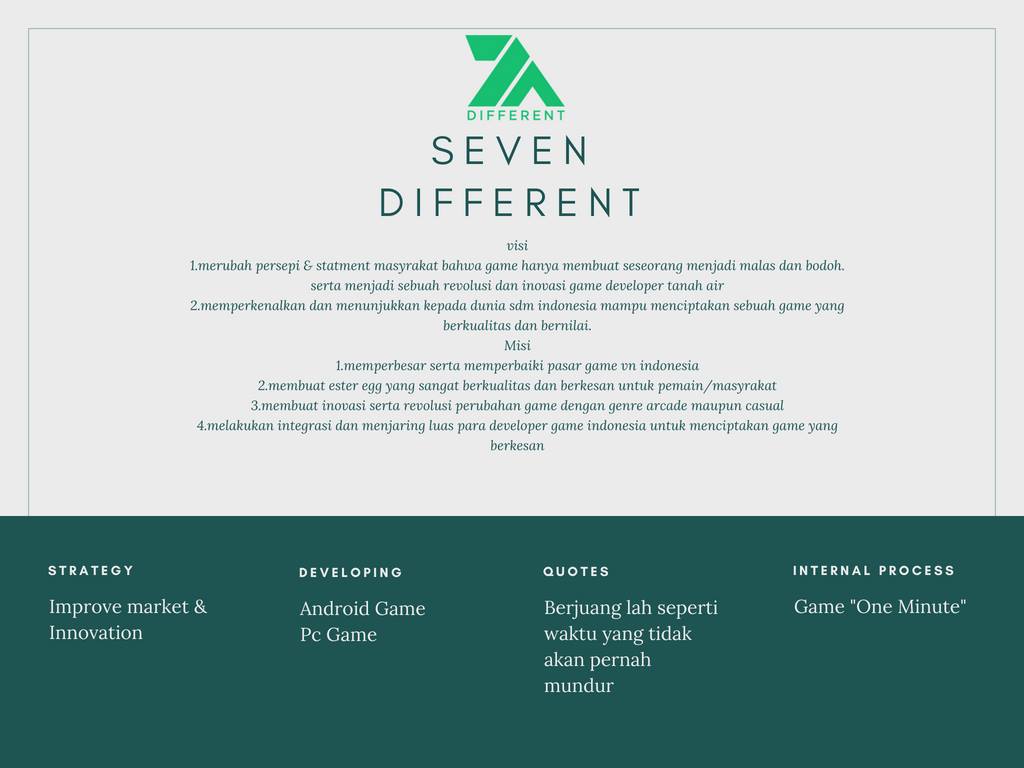 DIFFERENT
SEVEN
DIFFERENT
visi
1.merubah persepi & statment masyrakat bahwa game hanya membuat seseorang menjadi malas dan bodoh.
serta menjadi sebuah revolusi dan inovasi game developer tanah air
2.memperkenalkan dan menunjukkan kepada dunia sdm indonesia mampu menciptakan sebuah game yang
berkualitas dan bernilai.
Misi
1.memperbesar serta memperbaiki pasar game vn indonesia
2.membuat ester egg yang sangat berkualitas dan berkesan untuk pemain/masyrakat
3.membuat inovasi serta revolusi perubahan game dengan genre arcade maupun casual
4.melakukan integrasi dan menjaring luas para developer game indonesia untuk menciptakan game yang
berkesan
STRATEGY
Improve market &
Innovation
DEVELOPING
Android Game
Pc Game
QUOTES
Berjuang lah seperti
waktu yang tidak
akan pernah
mundur
INTERNAL PROCESS
Game "One Minute"